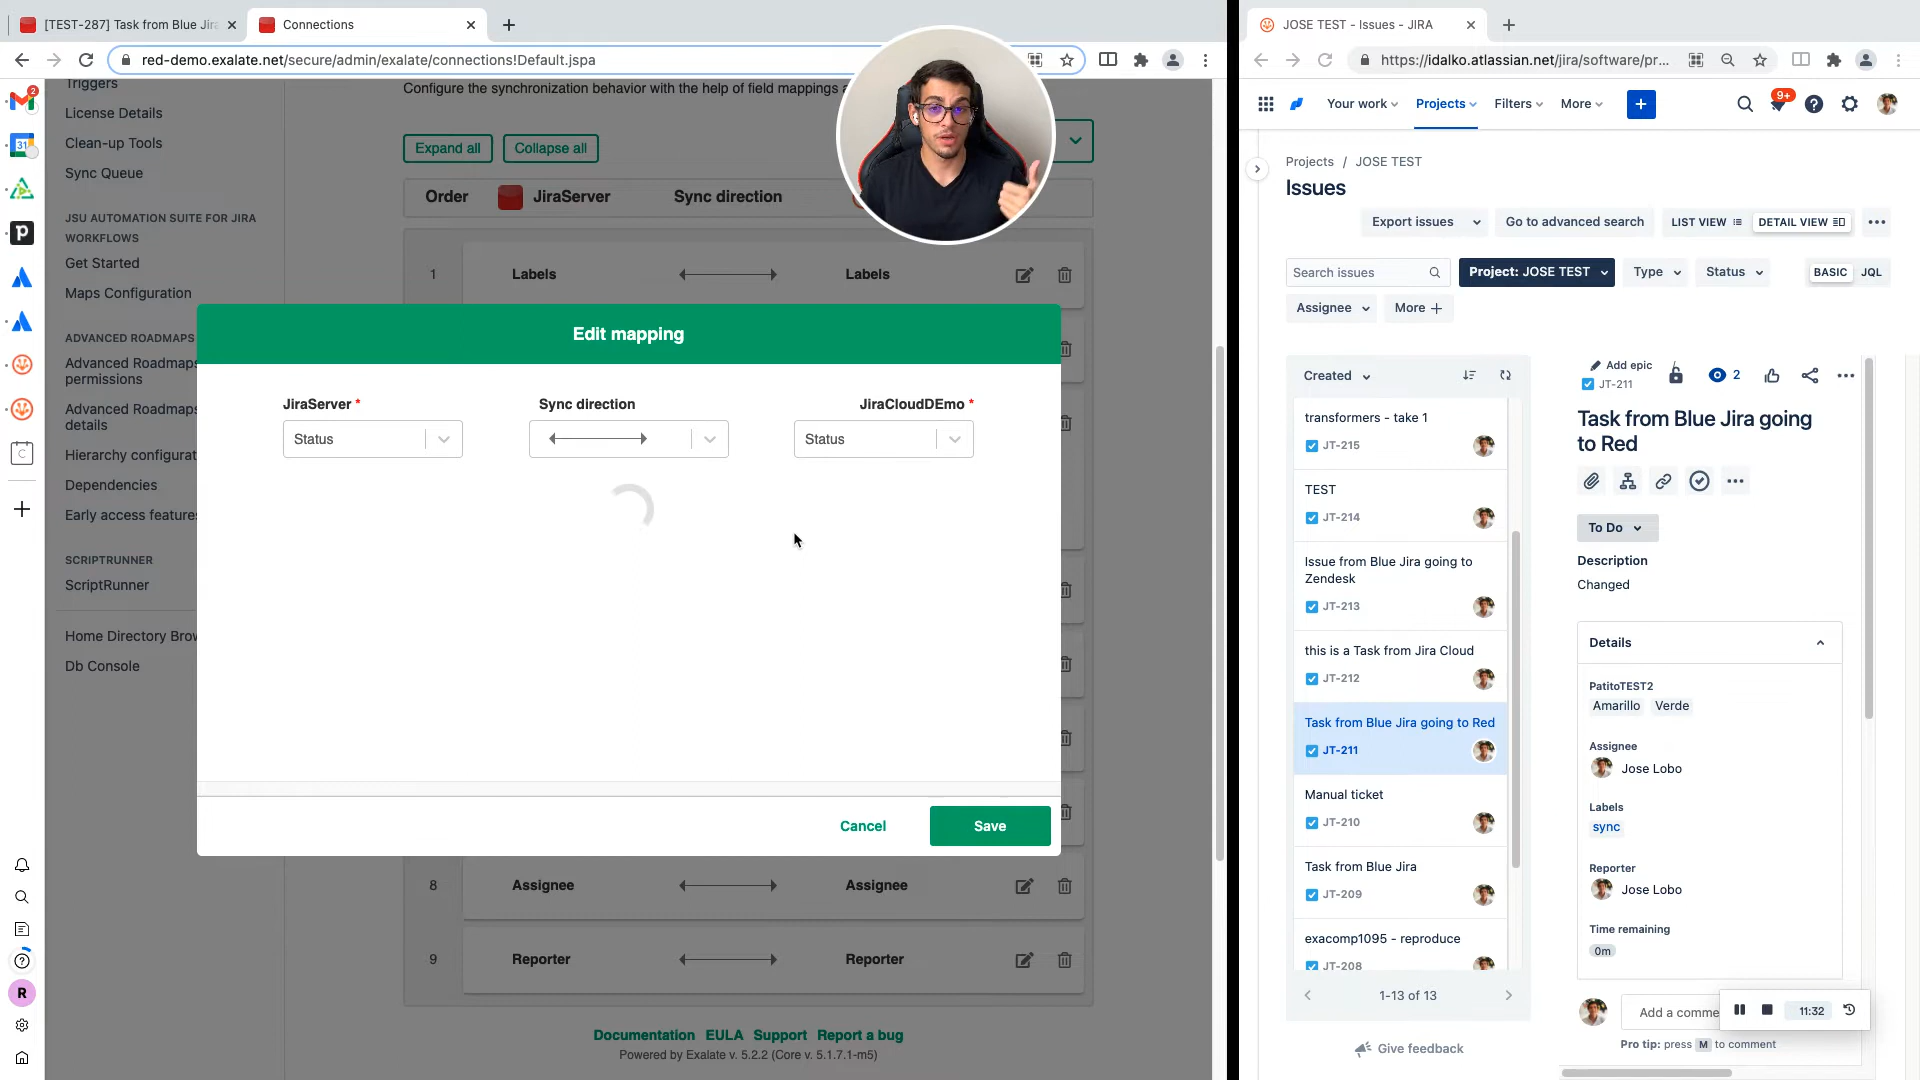 [TEST-287] Task from Blue Jira
Connections
JOSE TEST - Issues - JIRA
red-demo.exalate.net/secure/admin/exalate/connections!Default.jspa
https://idalko.atlassian.net/jira/software/pr...
2
31
Triggers
License Details
Clean-up Tools
Sync Queue
JSU AUTOMATION SUITE FOR JIRA
WORKFLOWS
Get Started
Maps Configuration
ADVANCED ROADMAPS
Advanced Roadmaps
permissions
Advanced Roadmaps
details
Hierarchy configurat
Dependencies
Early access features
SCRIPTRUNNER
ScriptRunner
Home Directory Brow
Db Console
C
R
Configure the synchronization behavior with the help of field mappings a
Expand all
Collapse all
Order
JiraServer
Sync direction
1
Labels
Labels
Edit mapping
JiraServer *
Sync direction
JiraCloudDEmo *
Status
Status
Cancel
Save
8
Assignee
Assignee
9
Reporter
Reporter
Documentation EULA Support Report a bug
Powered by Exalate v. 5.2.2 (Core v. 5.1.7.1-m5)
Your work
Projects
Filters
More
+
9+
Projects / JOSE TEST
Issues
Export issues
Go to advanced search
LIST VIEW
DETAIL VIEW
Search issues
Project: JOSE TEST
Type
Status
BASIC
JQL
Assignee
More +
Created
transformers - take 1
JT-215
TEST
JT-214
Issue from Blue Jira going to
Zendesk
JT-213
this is a Task from Jira Cloud
JT-212
Task from Blue Jira going to Red
JT-211
Manual ticket
JT-210
Task from Blue Jira
JT-209
exacomp1095 - reproduce
JT-208
1-13 of 13
Give feedback
Add epic
JT-211
2
Task from Blue Jira going
to Red
To Do
Description
Changed
Details
PatitoTEST2
Amarillo Verde
Assignee
Jose Lobo
Labels
sync
Reporter
Jose Lobo
Time remaining
0m
Add a comme
11:32
Pro tip: press M to comment